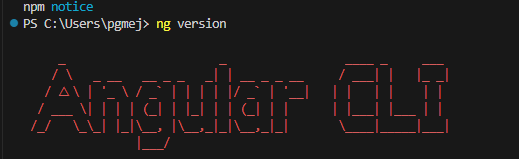 npm notice
PS C:\Users\pgmej> ng version
Angular CLI